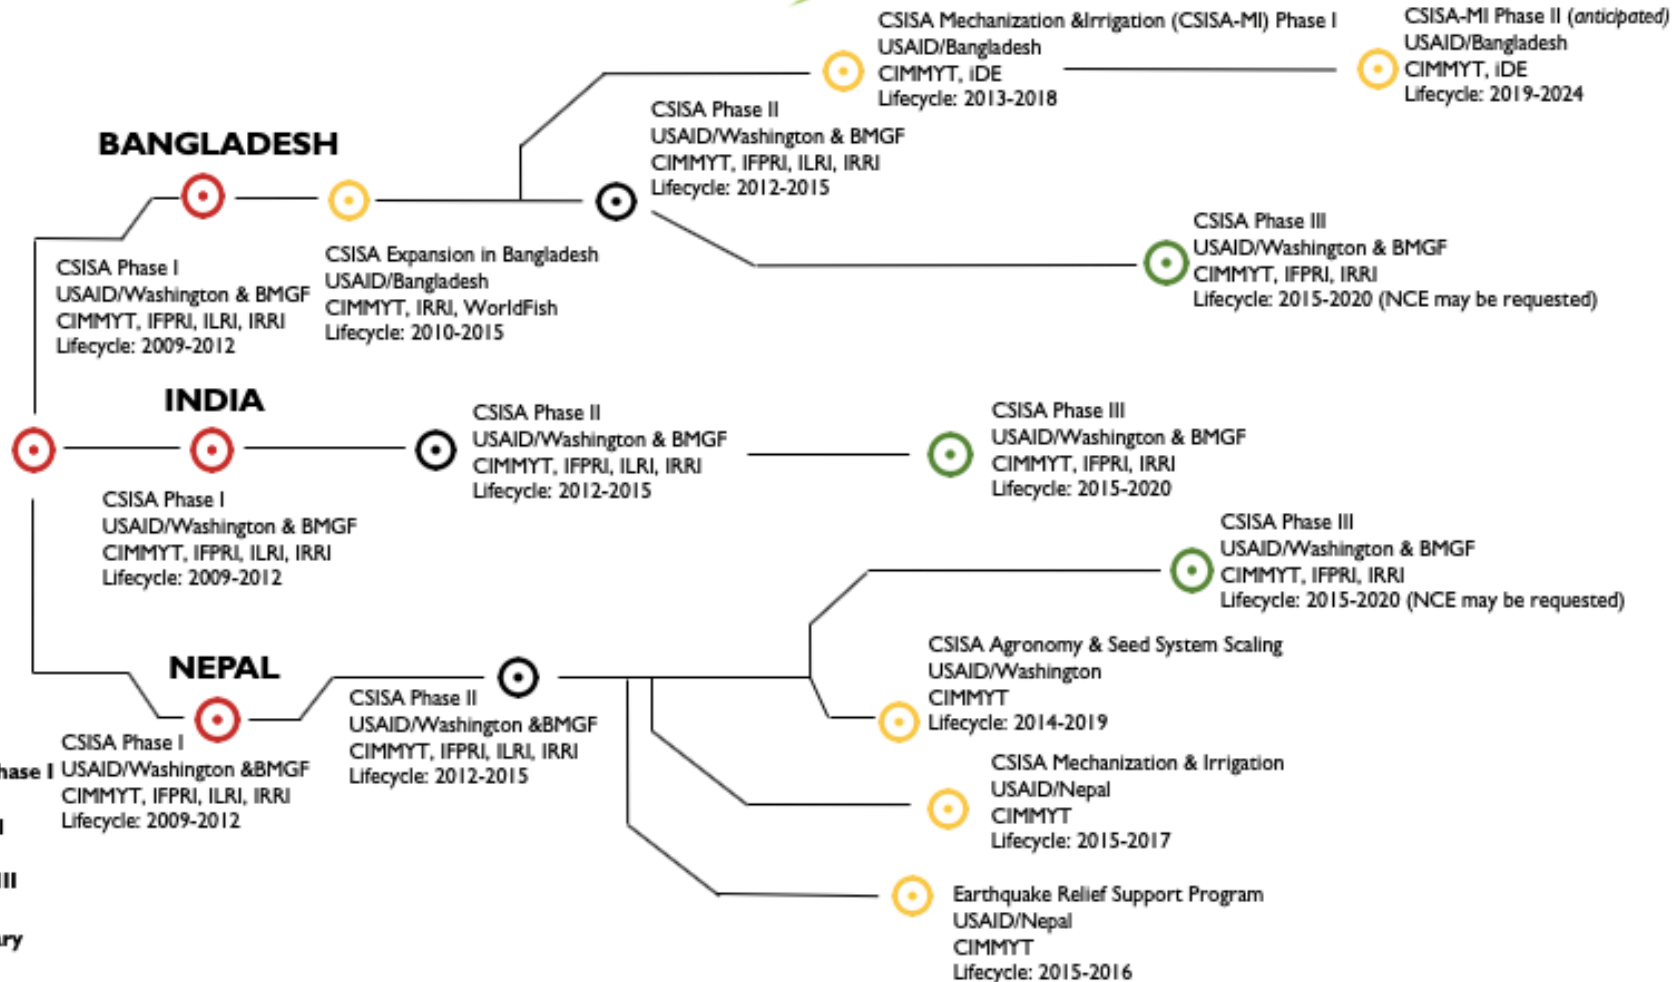 CSISA Mechanization &Irrigation (CSISA-MI) Phase I
USAID/Bangladesh
CIMMYT, iDE
Lifecycle: 2013-2018
CSISA-MI Phase II (anticipated)
USAID/Bangladesh
CIMMYT, iDE
Lifecycle: 2019-2024
BANGLADESH
CSISA Phase II
USAID/Washington & BMGF
CIMMYT, IFPRI, ILRI, IRRI
Lifecycle: 2012-2015
CSISA Phase I
USAID/Washington & BMGF
CIMMYT, IFPRI, ILRI, IRRI
Lifecycle: 2009-2012
CSISA Expansion in Bangladesh
USAID/Bangladesh
CIMMYT, IRRI, WorldFish
Lifecycle: 2010-2015
CSISA Phase III
USAID/Washington & BMGF
CIMMYT, IFPRI, IRRI
Lifecycle: 2015-2020 (NCE may be requested)
INDIA
CSISA Phase I
USAID/Washington & BMGF
CIMMYT, IFPRI, ILRI, IRRI
Lifecycle: 2009-2012
CSISA Phase II
USAID/Washington & BMGF
CIMMYT, IFPRI, ILRI, IRRI
Lifecycle: 2012-2015
CSISA Phase III
USAID/Washington & BMGF
CIMMYT, IFPRI, IRRI
Lifecycle: 2015-2020
NEPAL
CSISA Phase I
USAID/Washington &BMGF
CIMMYT, IFPRI, ILRI, IRRI
Lifecycle: 2009-2012
CSISA Phase II
USAID/Washington &BMGF
CIMMYT, IFPRI, ILRI, IRRI
Lifecycle: 2012-2015
CSISA Phase III
USAID/Washington & BMGF
CIMMYT, IFPRI, IRRI
Lifecycle: 2015-2020 (NCE may be requested)
CSISA Agronomy & Seed System Scaling
USAID/Washington
CIMMYT
Lifecycle: 2014-2019
CSISA Mechanization & Irrigation
USAID/Nepal
CIMMYT
Lifecycle: 2015-2017
Earthquake Relief Support Program
USAID/Nepal
CIMMYT
Lifecycle: 2015-2016
hase I
III